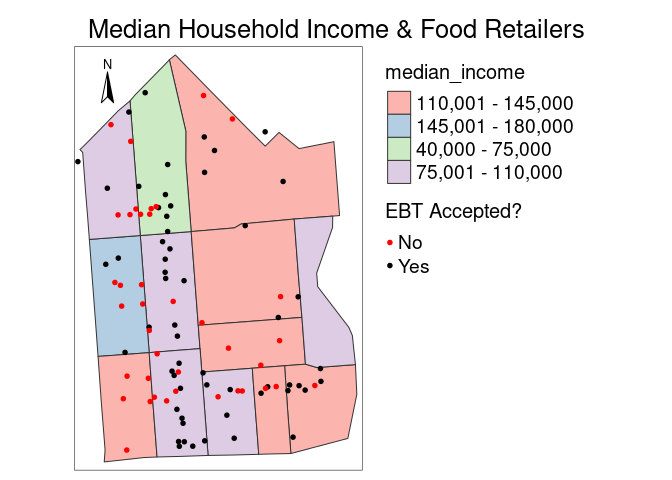 Median Household Income & Food Retailers
N
median_income
110,001 - 145,000
145,001 - 180,000
40,000 - 75,000
75,001 - 110,000
EBT Accepted?
No
Yes